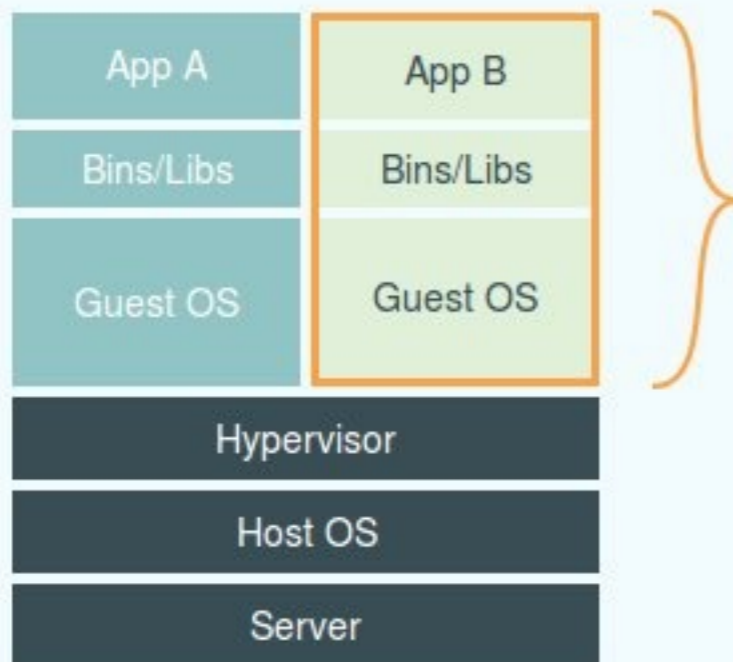 App A
App B
Bins/Libs
Bins/Libs
Guest OS
Guest OS
Hypervisor
Host OS
Server